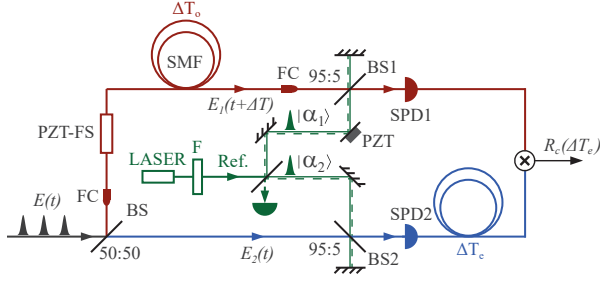 ΔT₀
SMF
FC
95:5
BS1
E₁(t+ΔT)
SPD1
PZT-FS
|α₁⟩
PZT
LASER
F
Ref.
|α₂⟩
R꜀(ΔTₑ)
E(t)
FC
BS
SPD2
50:50
E₂(t)
95:5
BS2
ΔTₑ